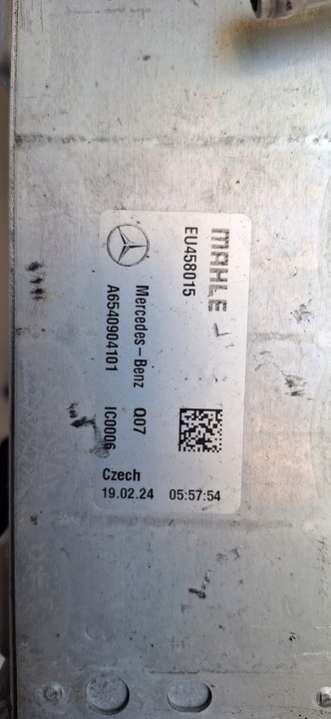 MAHLE
EU458015
Mercedes-Benz Q07
A6540904101 IC0006
Czech
19.02.24 05:57:54